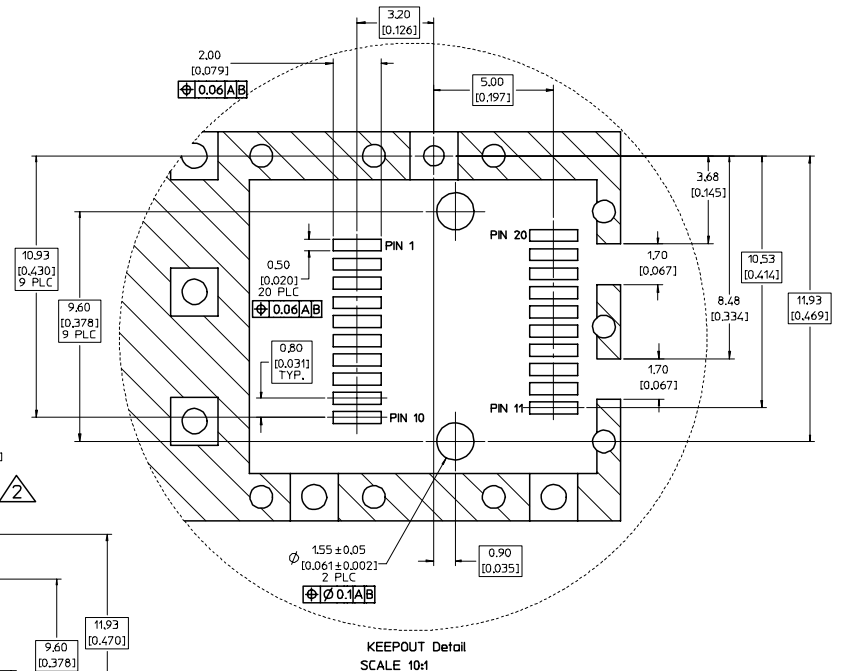 3.20
[0.126]
2.00
[0.079]
⌖ 0.06 A B
5.00
[0.197]
3.68
[0.145]
PIN 1
PIN 20
10.93
[0.430]
9 PLC
0.50
[0.020]
20 PLC
⌖ 0.06 A B
1.70
[0.067]
10.53
[0.414]
9.60
[0.378]
9 PLC
8.48
[0.334]
11.93
[0.469]
0.80
[0.031]
TYP.
1.70
[0.067]
PIN 11
PIN 10
]
2
Ø 1.55±0.05
[0.061±0.002]
2 PLC
⌖ Ø 0.1 A B
0.90
[0.035]
11.93
[0.470]
9.60
[0.378]
KEEPOUT Detail
SCALE 10:1